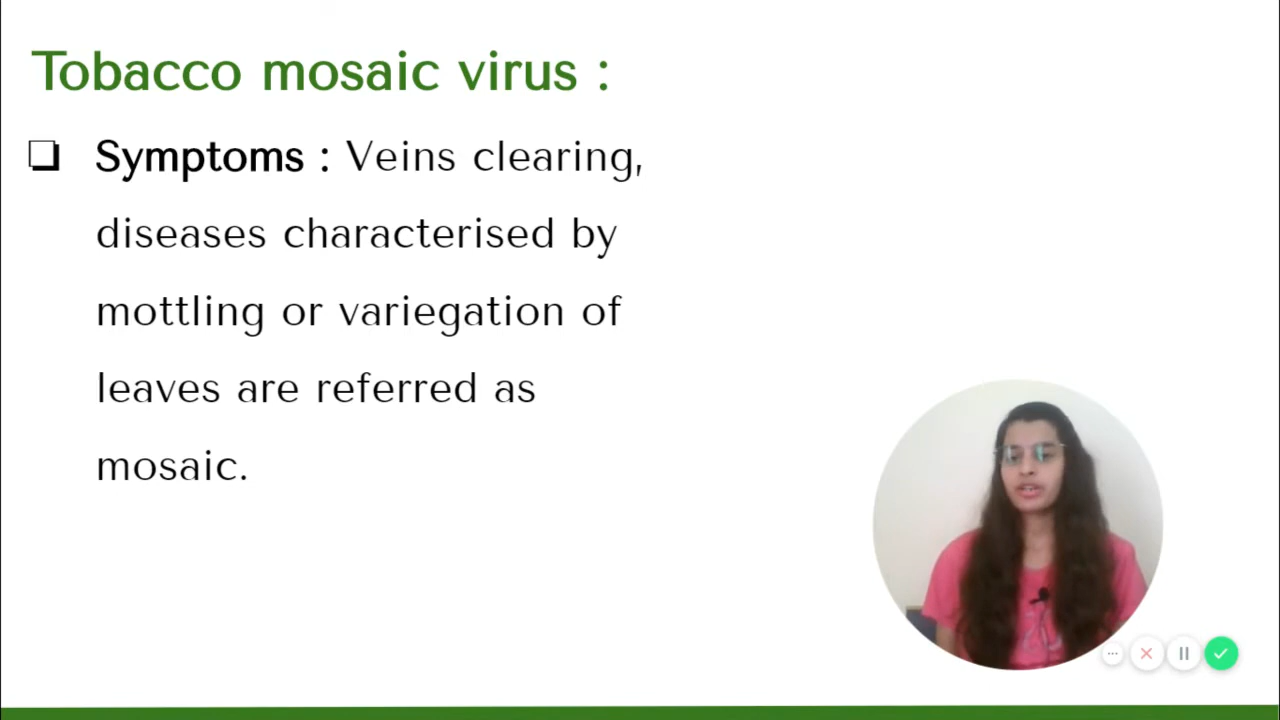 Tobacco mosaic virus :
Symptoms : Veins clearing,
diseases characterised by
mottling or variegation of
leaves are referred as
mosaic.